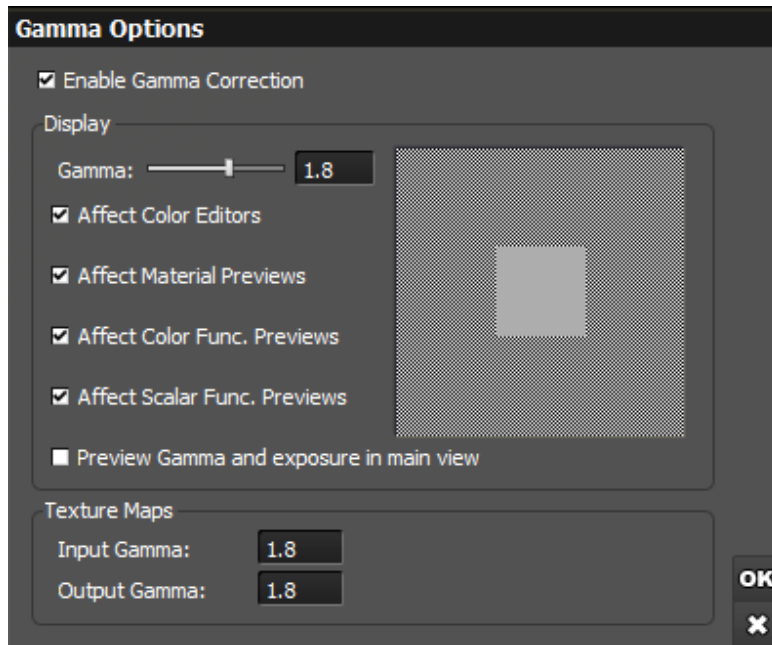 Gamma Options
Enable Gamma Correction
Display
Gamma: 1.8
Affect Color Editors
Affect Material Previews
Affect Color Func. Previews
Affect Scalar Func. Previews
Preview Gamma and exposure in main view
Texture Maps
Input Gamma: 1.8
Output Gamma: 1.8
OK